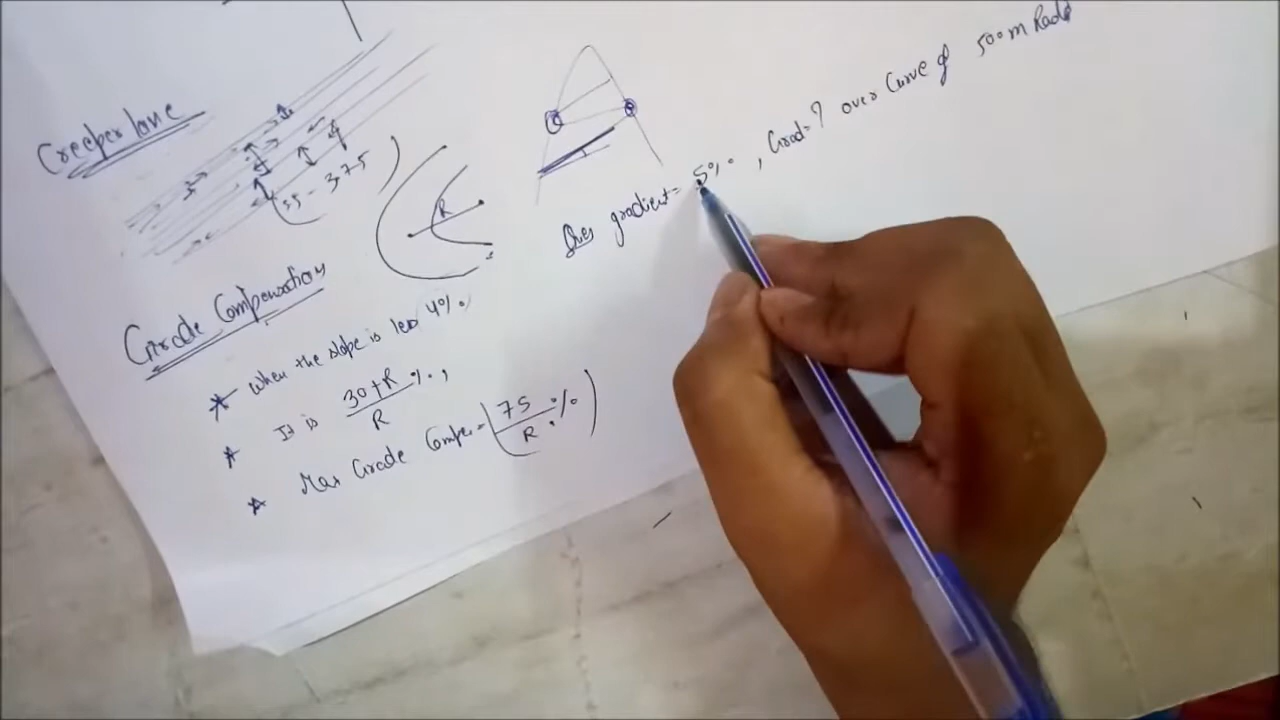 Creeper lane
3.5 - 3.75
R
Grade Compensation
* When the slope is less 4%
* It is 30+R/R %,
* Max Grade Compe. = 75/R %
Ques gradient = 5%, Grad = ? over curve of 500m Radi